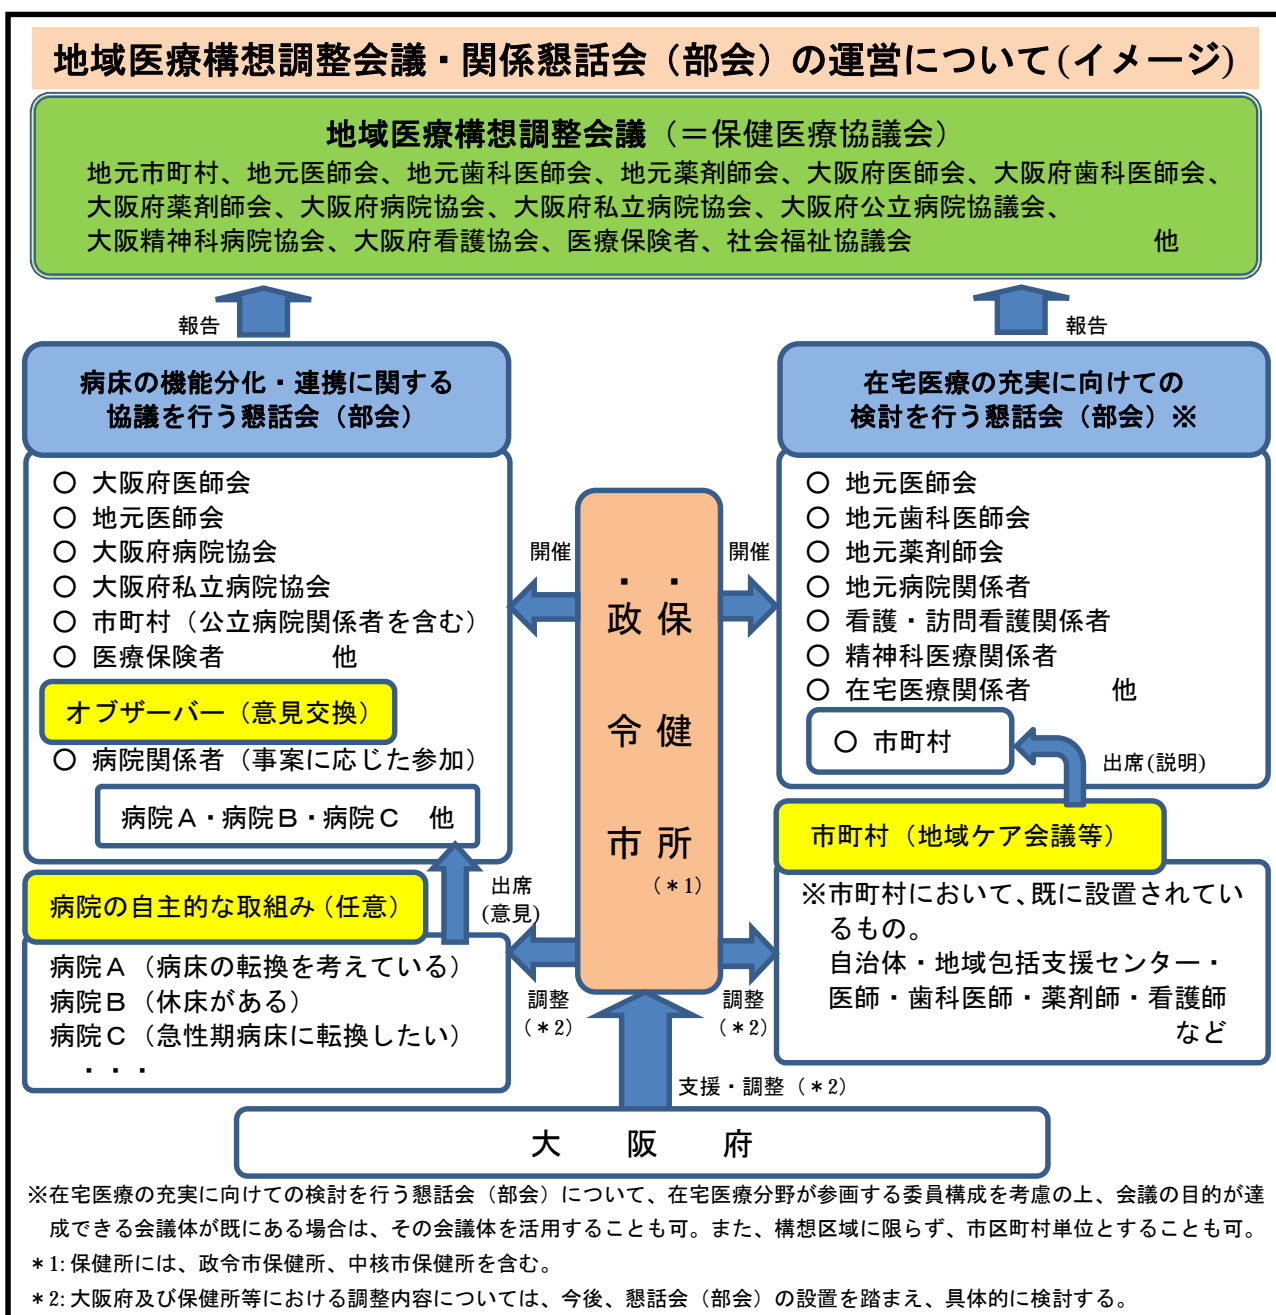 地域医療構想調整会議・関係懇話会（部会）の運営について(イメージ)
地域医療構想調整会議（＝保健医療協議会）
地元市町村、地元医師会、地元歯科医師会、地元薬剤師会、大阪府医師会、大阪府歯科医師会、
大阪府薬剤師会、大阪府病院協会、大阪府私立病院協会、大阪府公立病院協議会、
大阪精神科病院協会、大阪府看護協会、医療保険者、社会福祉協議会　他
報告
報告
病床の機能分化・連携に関する
協議を行う懇話会（部会）
〇 大阪府医師会
〇 地元医師会
〇 大阪府病院協会
〇 大阪府私立病院協会
〇 市町村（公立病院関係者を含む）
〇 医療保険者　他
オブザーバー（意見交換）
〇 病院関係者（事案に応じた参加）
病院Ａ・病院Ｂ・病院Ｃ　他
出席
(意見)
病院の自主的な取組み（任意）
病院Ａ（病床の転換を考えている）
病院Ｂ（休床がある）
病院Ｃ（急性期病床に転換したい）
・・・
開催
調整
（＊2）
保健所・
政令市・
（＊1）
開催
調整
（＊2）
在宅医療の充実に向けての
検討を行う懇話会（部会）※
〇 地元医師会
〇 地元歯科医師会
〇 地元薬剤師会
〇 地元病院関係者
〇 看護・訪問看護関係者
〇 精神科医療関係者
〇 在宅医療関係者　他
〇 市町村
出席(説明)
市町村（地域ケア会議等）
※市町村において、既に設置されてい
るもの。
自治体・地域包括支援センター・
医師・歯科医師・薬剤師・看護師
など
支援・調整（＊2）
大　阪　府
※在宅医療の充実に向けての検討を行う懇話会（部会）について、在宅医療分野が参画する委員構成を考慮の上、会議の目的が達
成できる会議体が既にある場合は、その会議体を活用することも可。また、構想区域に限らず、市区町村単位とすることも可。
＊1: 保健所には、政令市保健所、中核市保健所を含む。
＊2: 大阪府及び保健所等における調整内容については、今後、懇話会（部会）の設置を踏まえ、具体的に検討する。